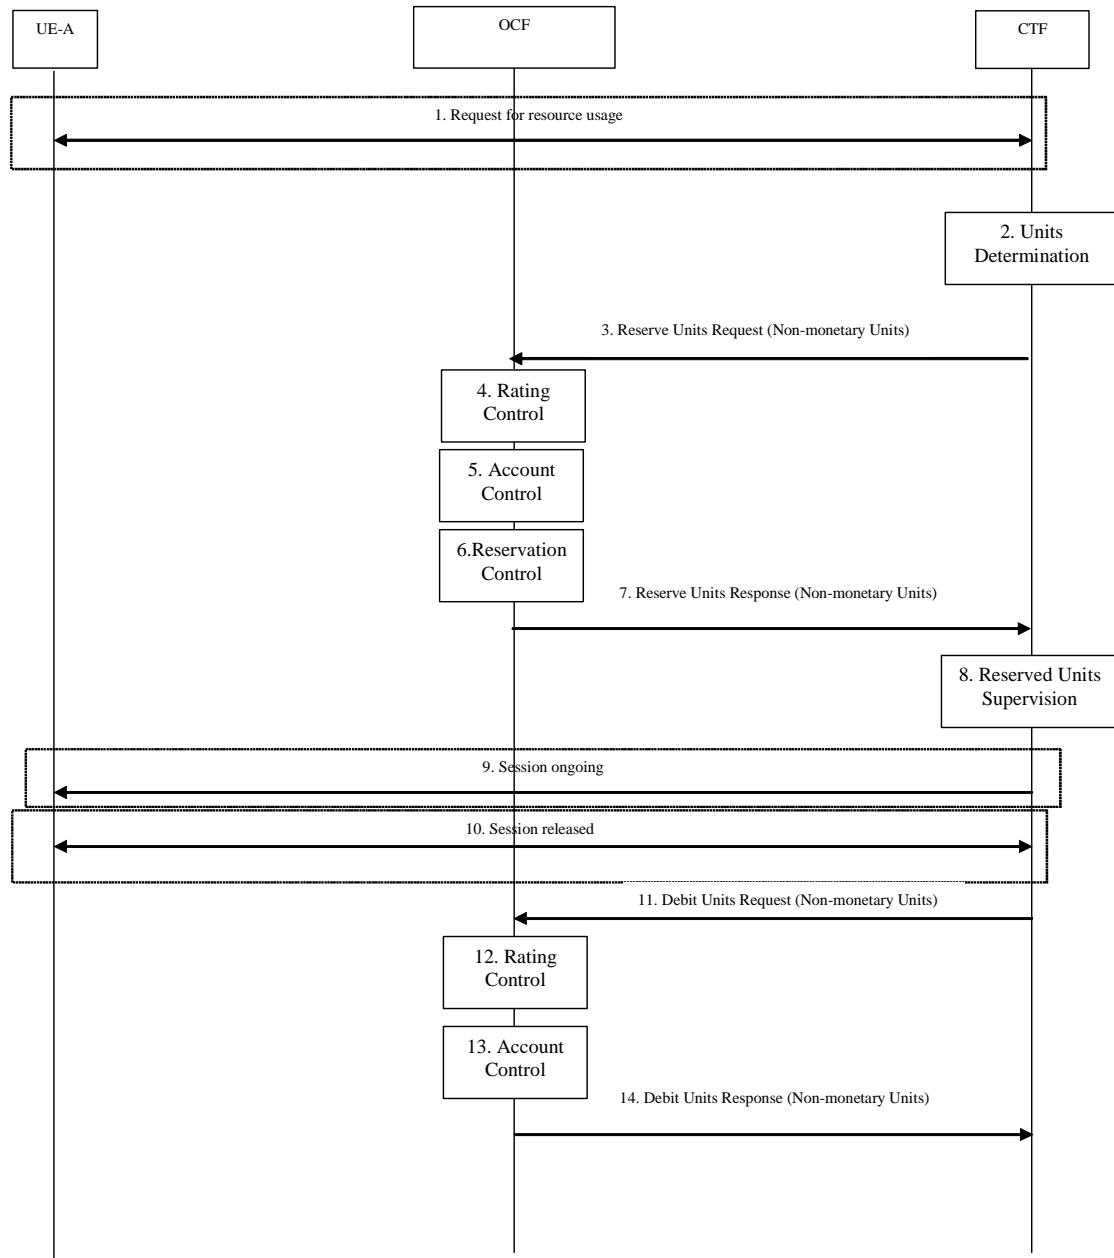 UE-A
OCF
CTF
1. Request for resource usage
2. Units
Determination
3. Reserve Units Request (Non-monetary Units)
4. Rating
Control
5. Account
Control
6.Reservation
Control
7. Reserve Units Response (Non-monetary Units)
8. Reserved Units
Supervision
9. Session ongoing
10. Session released
11. Debit Units Request (Non-monetary Units)
12. Rating
Control
13. Account
Control
14. Debit Units Response (Non-monetary Units)